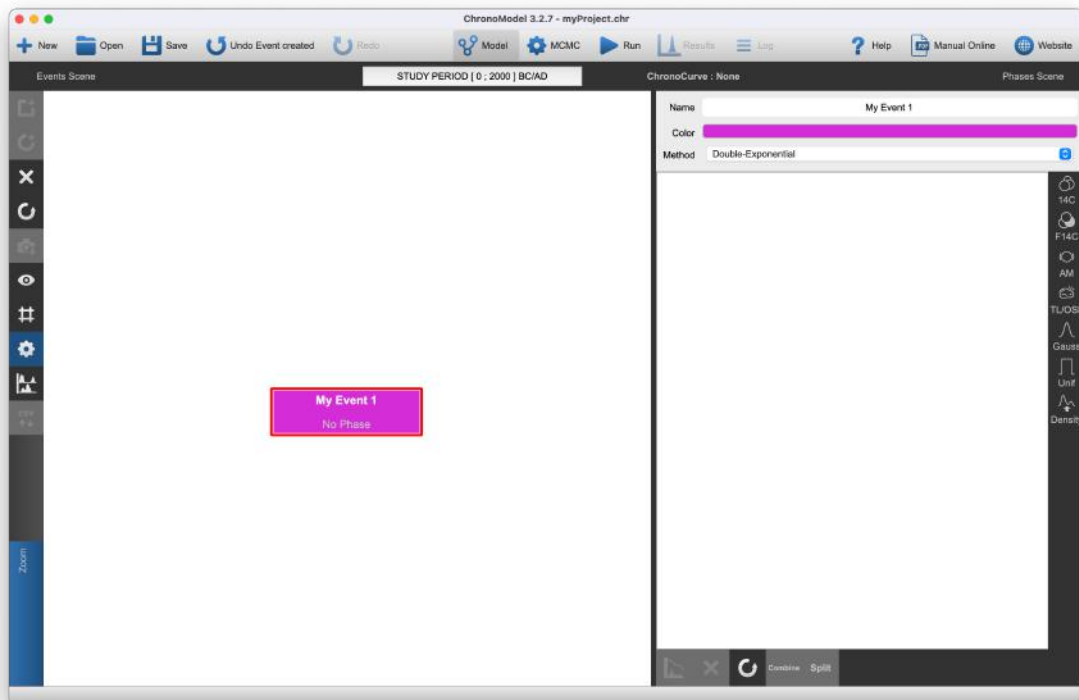 ChronoModel 3.2.7 - myProject.chr
New Open Save Undo Event created Redo Model MCMC Run Results Log Help Manual Online Website
Events Scene STUDY PERIOD [ 0 ; 2000 ] BC/AD ChronoCurve : None Phases Scene
Name My Event 1
Color
Method Double-Exponential
14C
F14C
AM
TL/OSL
Gauss
Unif
Density
My Event 1
No Phase
Zoom
Combine Split